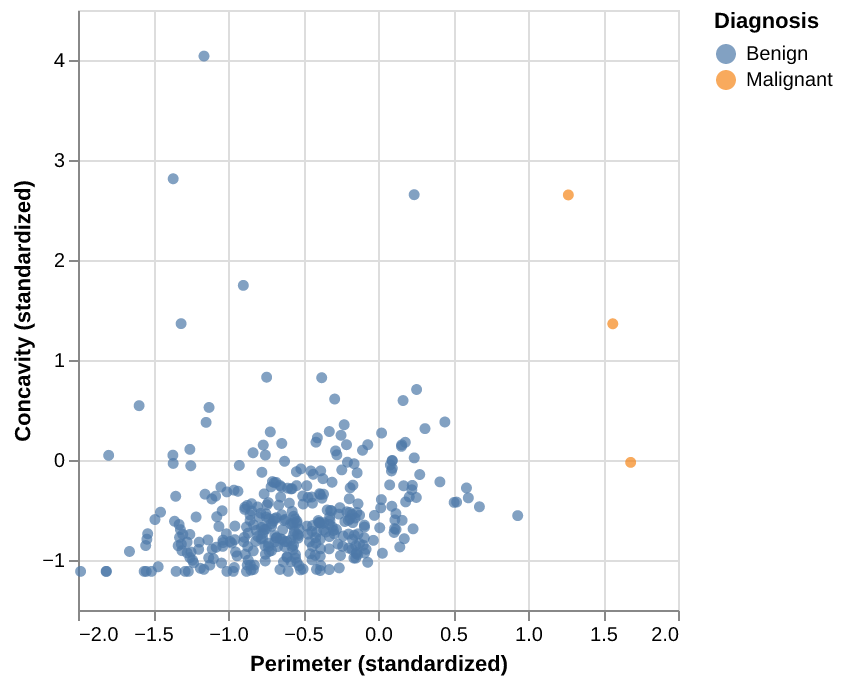 Diagnosis
Benign
Malignant
Concavity (standardized)
4
3
2
1
0
−1
−2.0 −1.5 −1.0 −0.5 0.0 0.5 1.0 1.5 2.0
Perimeter (standardized)